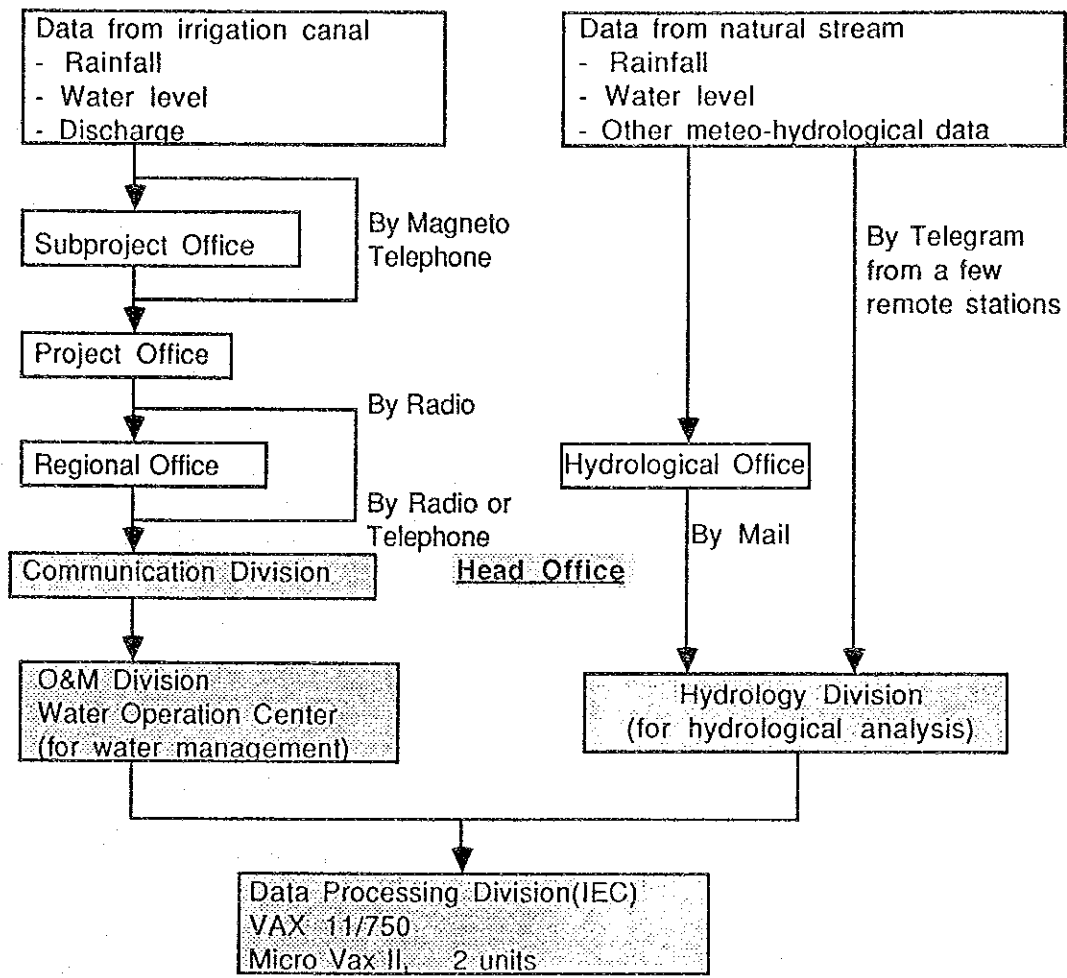 Data from irrigation canal
- Rainfall
- Water level
- Discharge
Data from natural stream
- Rainfall
- Water level
- Other meteo-hydrological data
By Magneto
Telephone
Subproject Office
By Telegram
from a few
remote stations
Project Office
By Radio
Regional Office
Hydrological Office
By Radio or
Telephone
By Mail
Communication Division
Head Office
O&M Division
Water Operation Center
(for water management)
Hydrology Division
(for hydrological analysis)
Data Processing Division(IEC)
VAX 11/750
Micro Vax II, 2 units